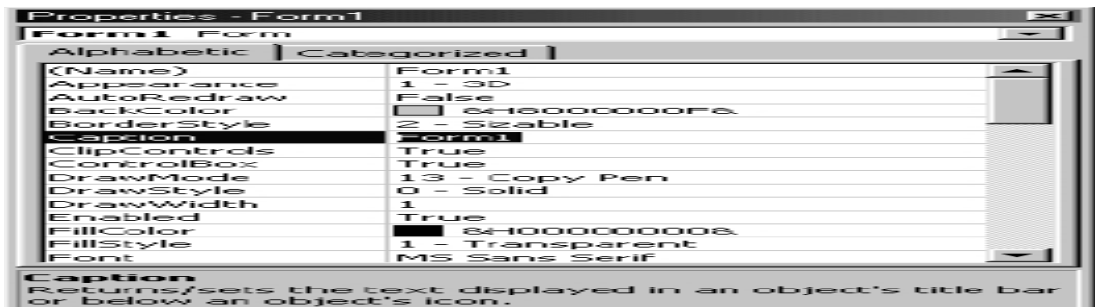 Properties - Form1
Form1 Form
Alphabetic Categorized
(Name) Form1
Appearance 1 - 3D
AutoRedraw False
BackColor &H8000000F&
BorderStyle 2 - Sizable
Caption Form1
ClipControls True
ControlBox True
DrawMode 13 - Copy Pen
DrawStyle 0 - Solid
DrawWidth 1
Enabled True
FillColor &H00000000&
FillStyle 1 - Transparent
Font MS Sans Serif
Caption
Returns/sets the text displayed in an object's title bar
or below an object's icon.